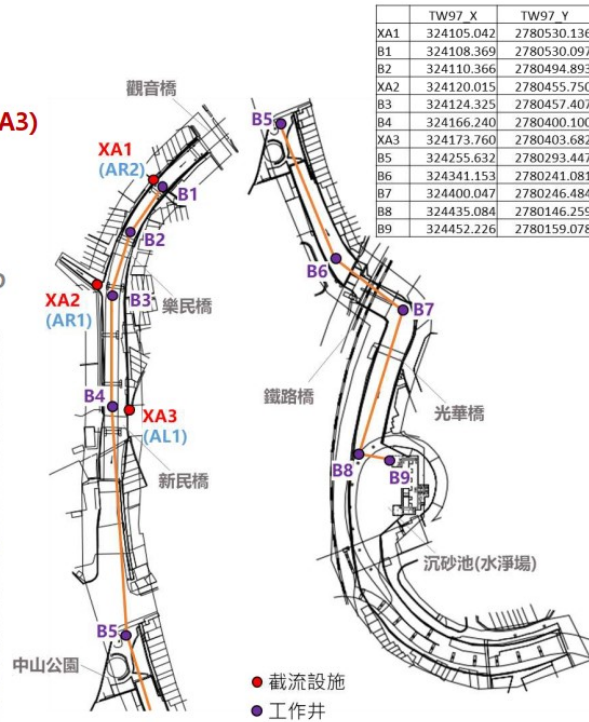 TW97_X TW97_Y
XA1 324105.042 2780530.136
B1 324108.369 2780530.097
B2 324110.366 2780494.893
XA2 324120.015 2780455.750
B3 324124.325 2780457.407
B4 324166.240 2780400.100
XA3 324173.760 2780403.682
B5 324255.632 2780293.447
B6 324341.153 2780241.081
B7 324400.047 2780246.484
B8 324435.084 2780146.259
B9 324452.226 2780159.078
A3)
觀音橋
XA1
(AR2)
B1
B2
XA2
(AR1)
B3
樂民橋
B4
XA3
(AL1)
新民橋
B5
中山公園
B5
B6
B7
鐵路橋
光華橋
B8
B9
沉砂池(水淨場)
截流設施
工作井